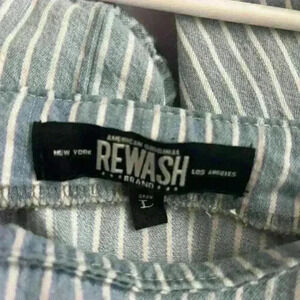 AMERICAN ORIGINAL
NEW YORK REWASH LOS ANGELES
BRAND
L